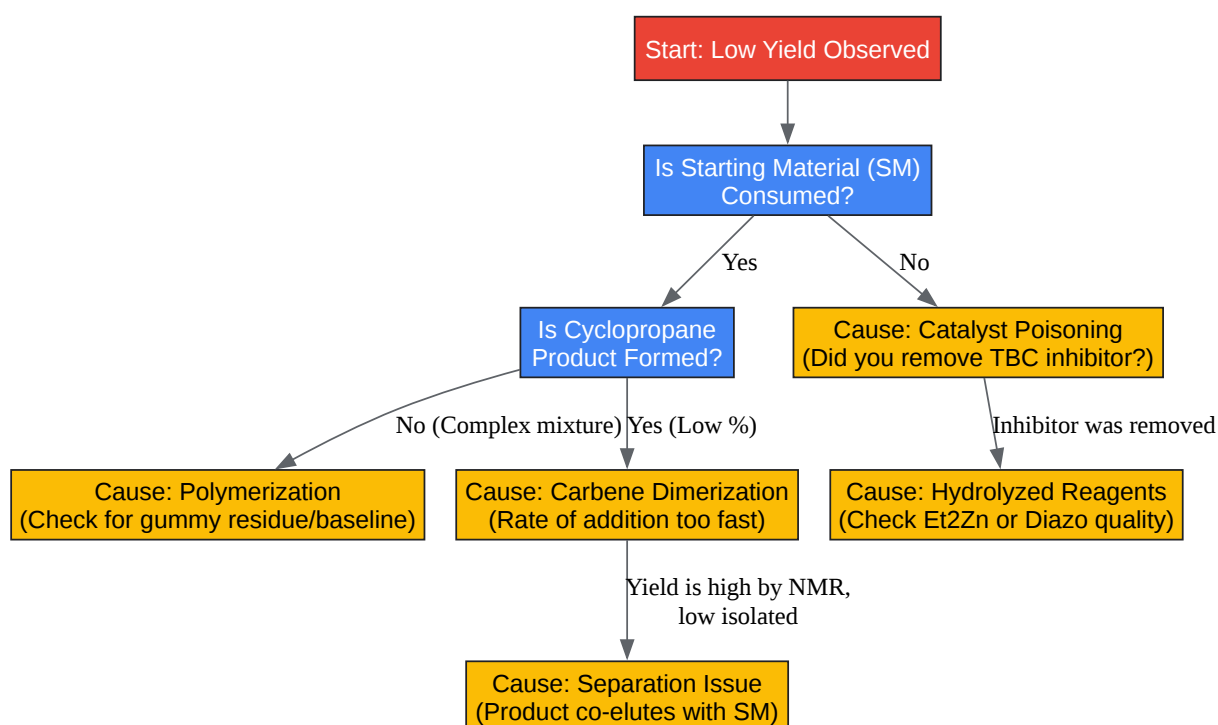 Start: Low Yield Observed
Is Starting Material (SM)
Consumed?
Yes
No
Is Cyclopropane
Product Formed?
Cause: Catalyst Poisoning
(Did you remove TBC inhibitor?)
No (Complex mixture)
Yes (Low %)
Inhibitor was removed
Cause: Polymerization
(Check for gummy residue/baseline)
Cause: Carbene Dimerization
(Rate of addition too fast)
Cause: Hydrolyzed Reagents
(Check Et2Zn or Diazo quality)
Yield is high by NMR,
low isolated
Cause: Separation Issue
(Product co-elutes with SM)